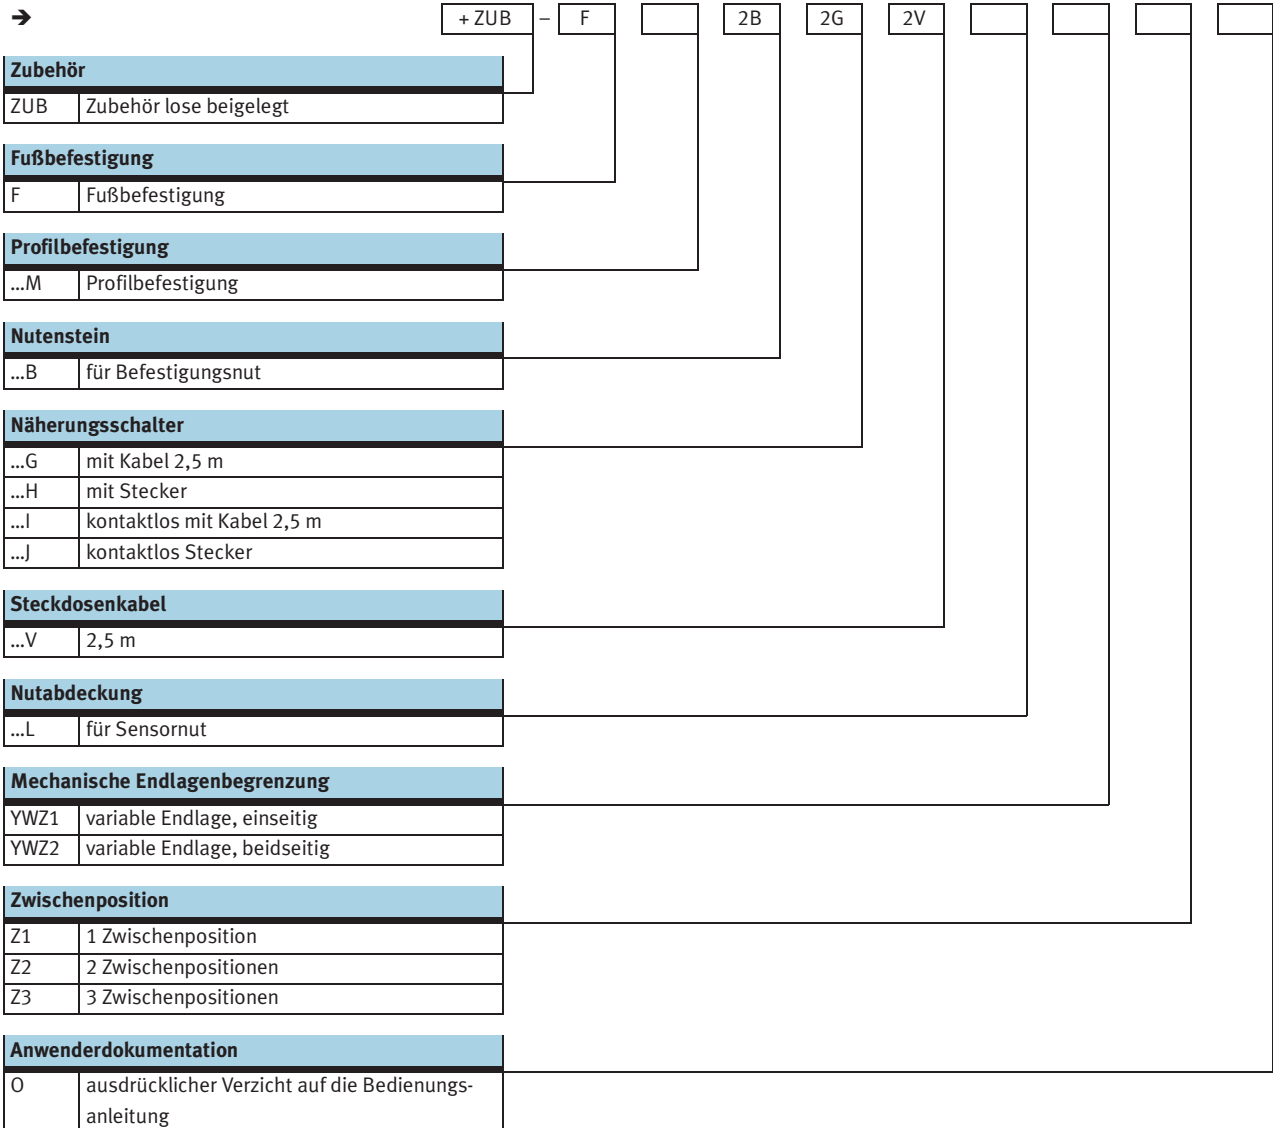 ➔ + ZUB – F 2B 2G 2V
Zubehör
ZUB Zubehör lose beigelegt
Fußbefestigung
F Fußbefestigung
Profilbefestigung
...M Profilbefestigung
Nutenstein
...B für Befestigungsnut
Näherungsschalter
...G mit Kabel 2,5 m
...H mit Stecker
...I kontaktlos mit Kabel 2,5 m
...J kontaktlos Stecker
Steckdosenkabel
...V 2,5 m
Nutabdeckung
...L für Sensornut
Mechanische Endlagenbegrenzung
YWZ1 variable Endlage, einseitig
YWZ2 variable Endlage, beidseitig
Zwischenposition
Z1 1 Zwischenposition
Z2 2 Zwischenpositionen
Z3 3 Zwischenpositionen
Anwenderdokumentation
O ausdrücklicher Verzicht auf die Bedienungs-
anleitung